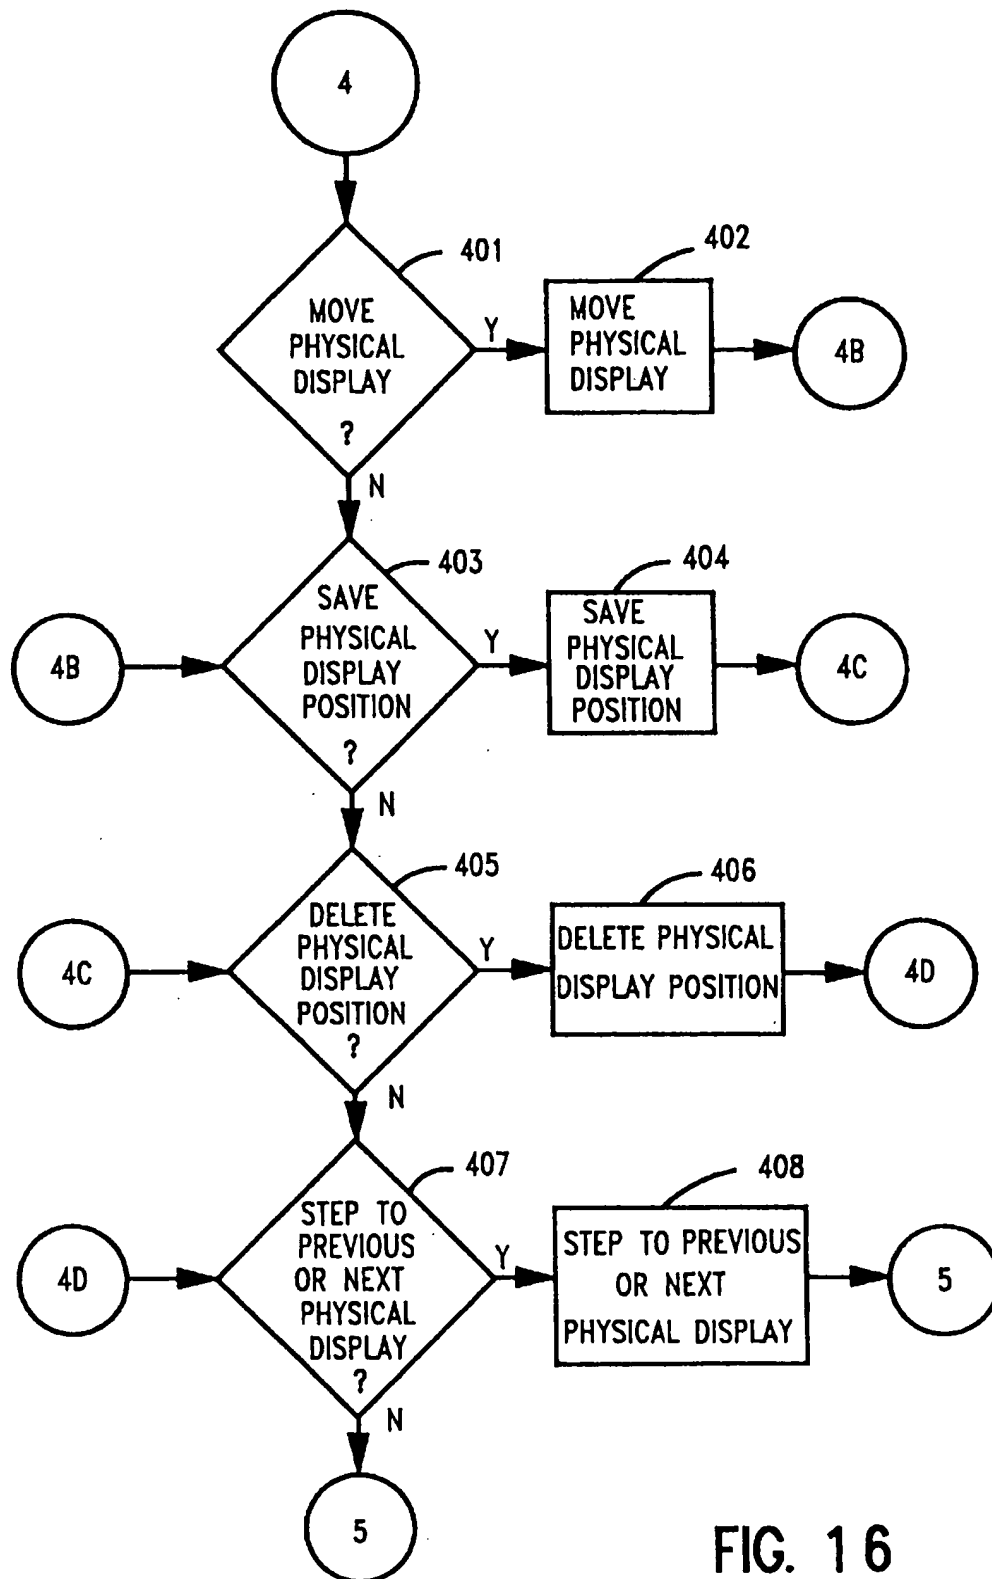 4
401
MOVE
PHYSICAL
DISPLAY
?
Y
402
MOVE
PHYSICAL
DISPLAY
4B
N
4B
403
SAVE
PHYSICAL
DISPLAY
POSITION
?
Y
404
SAVE
PHYSICAL
DISPLAY
POSITION
4C
N
4C
405
DELETE
PHYSICAL
DISPLAY
POSITION
?
Y
406
DELETE PHYSICAL
DISPLAY POSITION
4D
N
4D
407
STEP TO
PREVIOUS
OR NEXT
PHYSICAL
DISPLAY
?
Y
408
STEP TO PREVIOUS
OR NEXT
PHYSICAL DISPLAY
5
N
5
FIG. 16